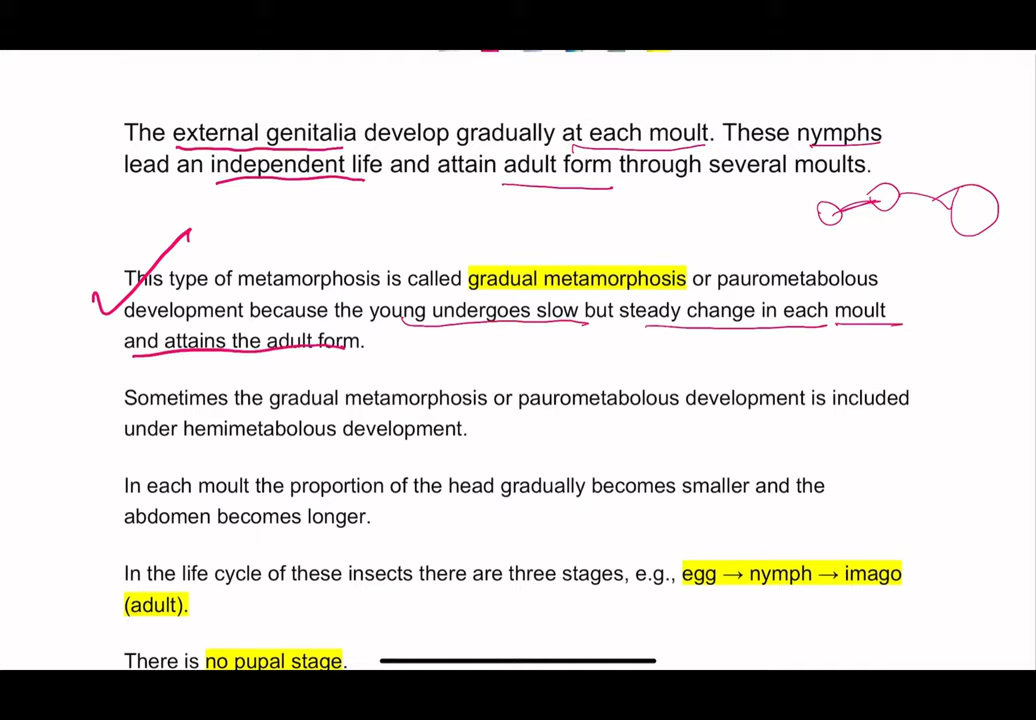 The external genitalia develop gradually at each moult. These nymphs
lead an independent life and attain adult form through several moults.
This type of metamorphosis is called gradual metamorphosis or paurometabolous
development because the young undergoes slow but steady change in each moult
and attains the adult form.
Sometimes the gradual metamorphosis or paurometabolous development is included
under hemimetabolous development.
In each moult the proportion of the head gradually becomes smaller and the
abdomen becomes longer.
In the life cycle of these insects there are three stages, e.g., egg → nymph → imago
(adult).
There is no pupal stage.